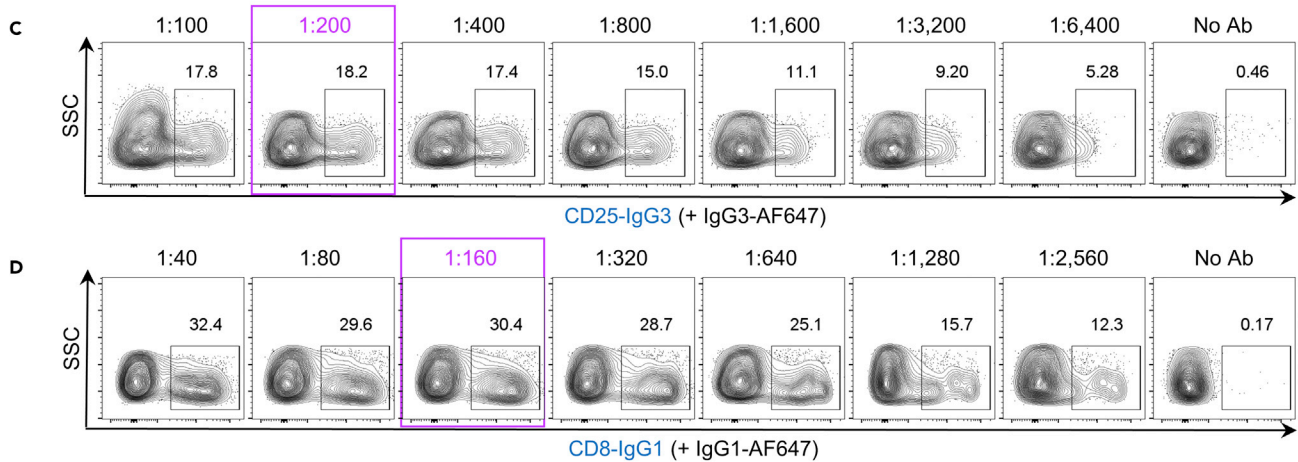 C
1:100 1:200 1:400 1:800 1:1,600 1:3,200 1:6,400 No Ab
17.8 18.2 17.4 15.0 11.1 9.20 5.28 0.46
SSC
CD25-IgG3 (+ IgG3-AF647)
D
1:40 1:80 1:160 1:320 1:640 1:1,280 1:2,560 No Ab
32.4 29.6 30.4 28.7 25.1 15.7 12.3 0.17
SSC
CD8-IgG1 (+ IgG1-AF647)